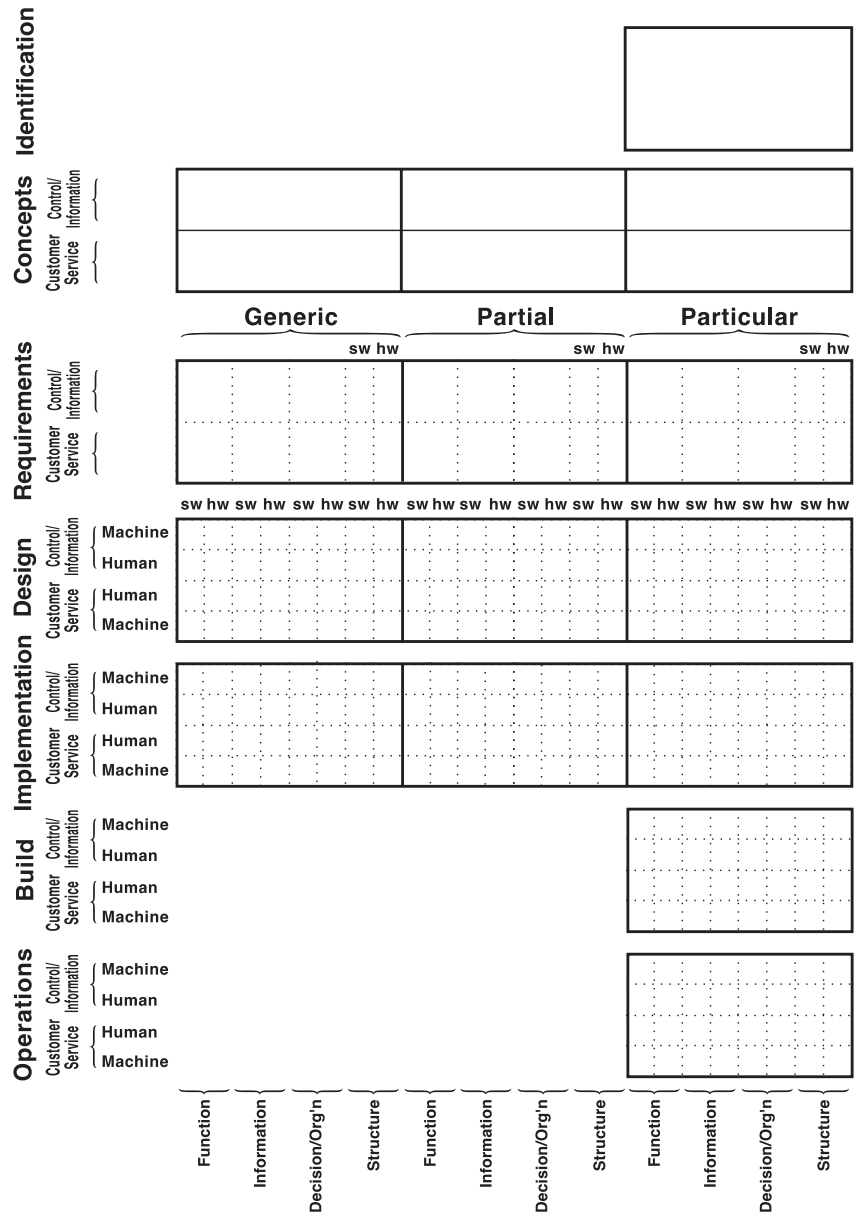 Identification
Concepts
Control/
Information
Customer
Service
Generic
Partial
Particular
sw hw
sw hw
sw hw
Requirements
Control/
Information
Customer
Service
sw hw sw hw sw hw sw hw sw hw sw hw sw hw sw hw sw hw sw hw sw hw sw hw
Design
Control/
Information
Machine
Human
Customer
Service
Human
Machine
Implementation
Control/
Information
Machine
Human
Customer
Service
Human
Machine
Build
Control/
Information
Machine
Human
Customer
Service
Human
Machine
Operations
Control/
Information
Machine
Human
Customer
Service
Human
Machine
Function
Information
Decision/Org'n
Structure
Function
Information
Decision/Org'n
Structure
Function
Information
Decision/Org'n
Structure